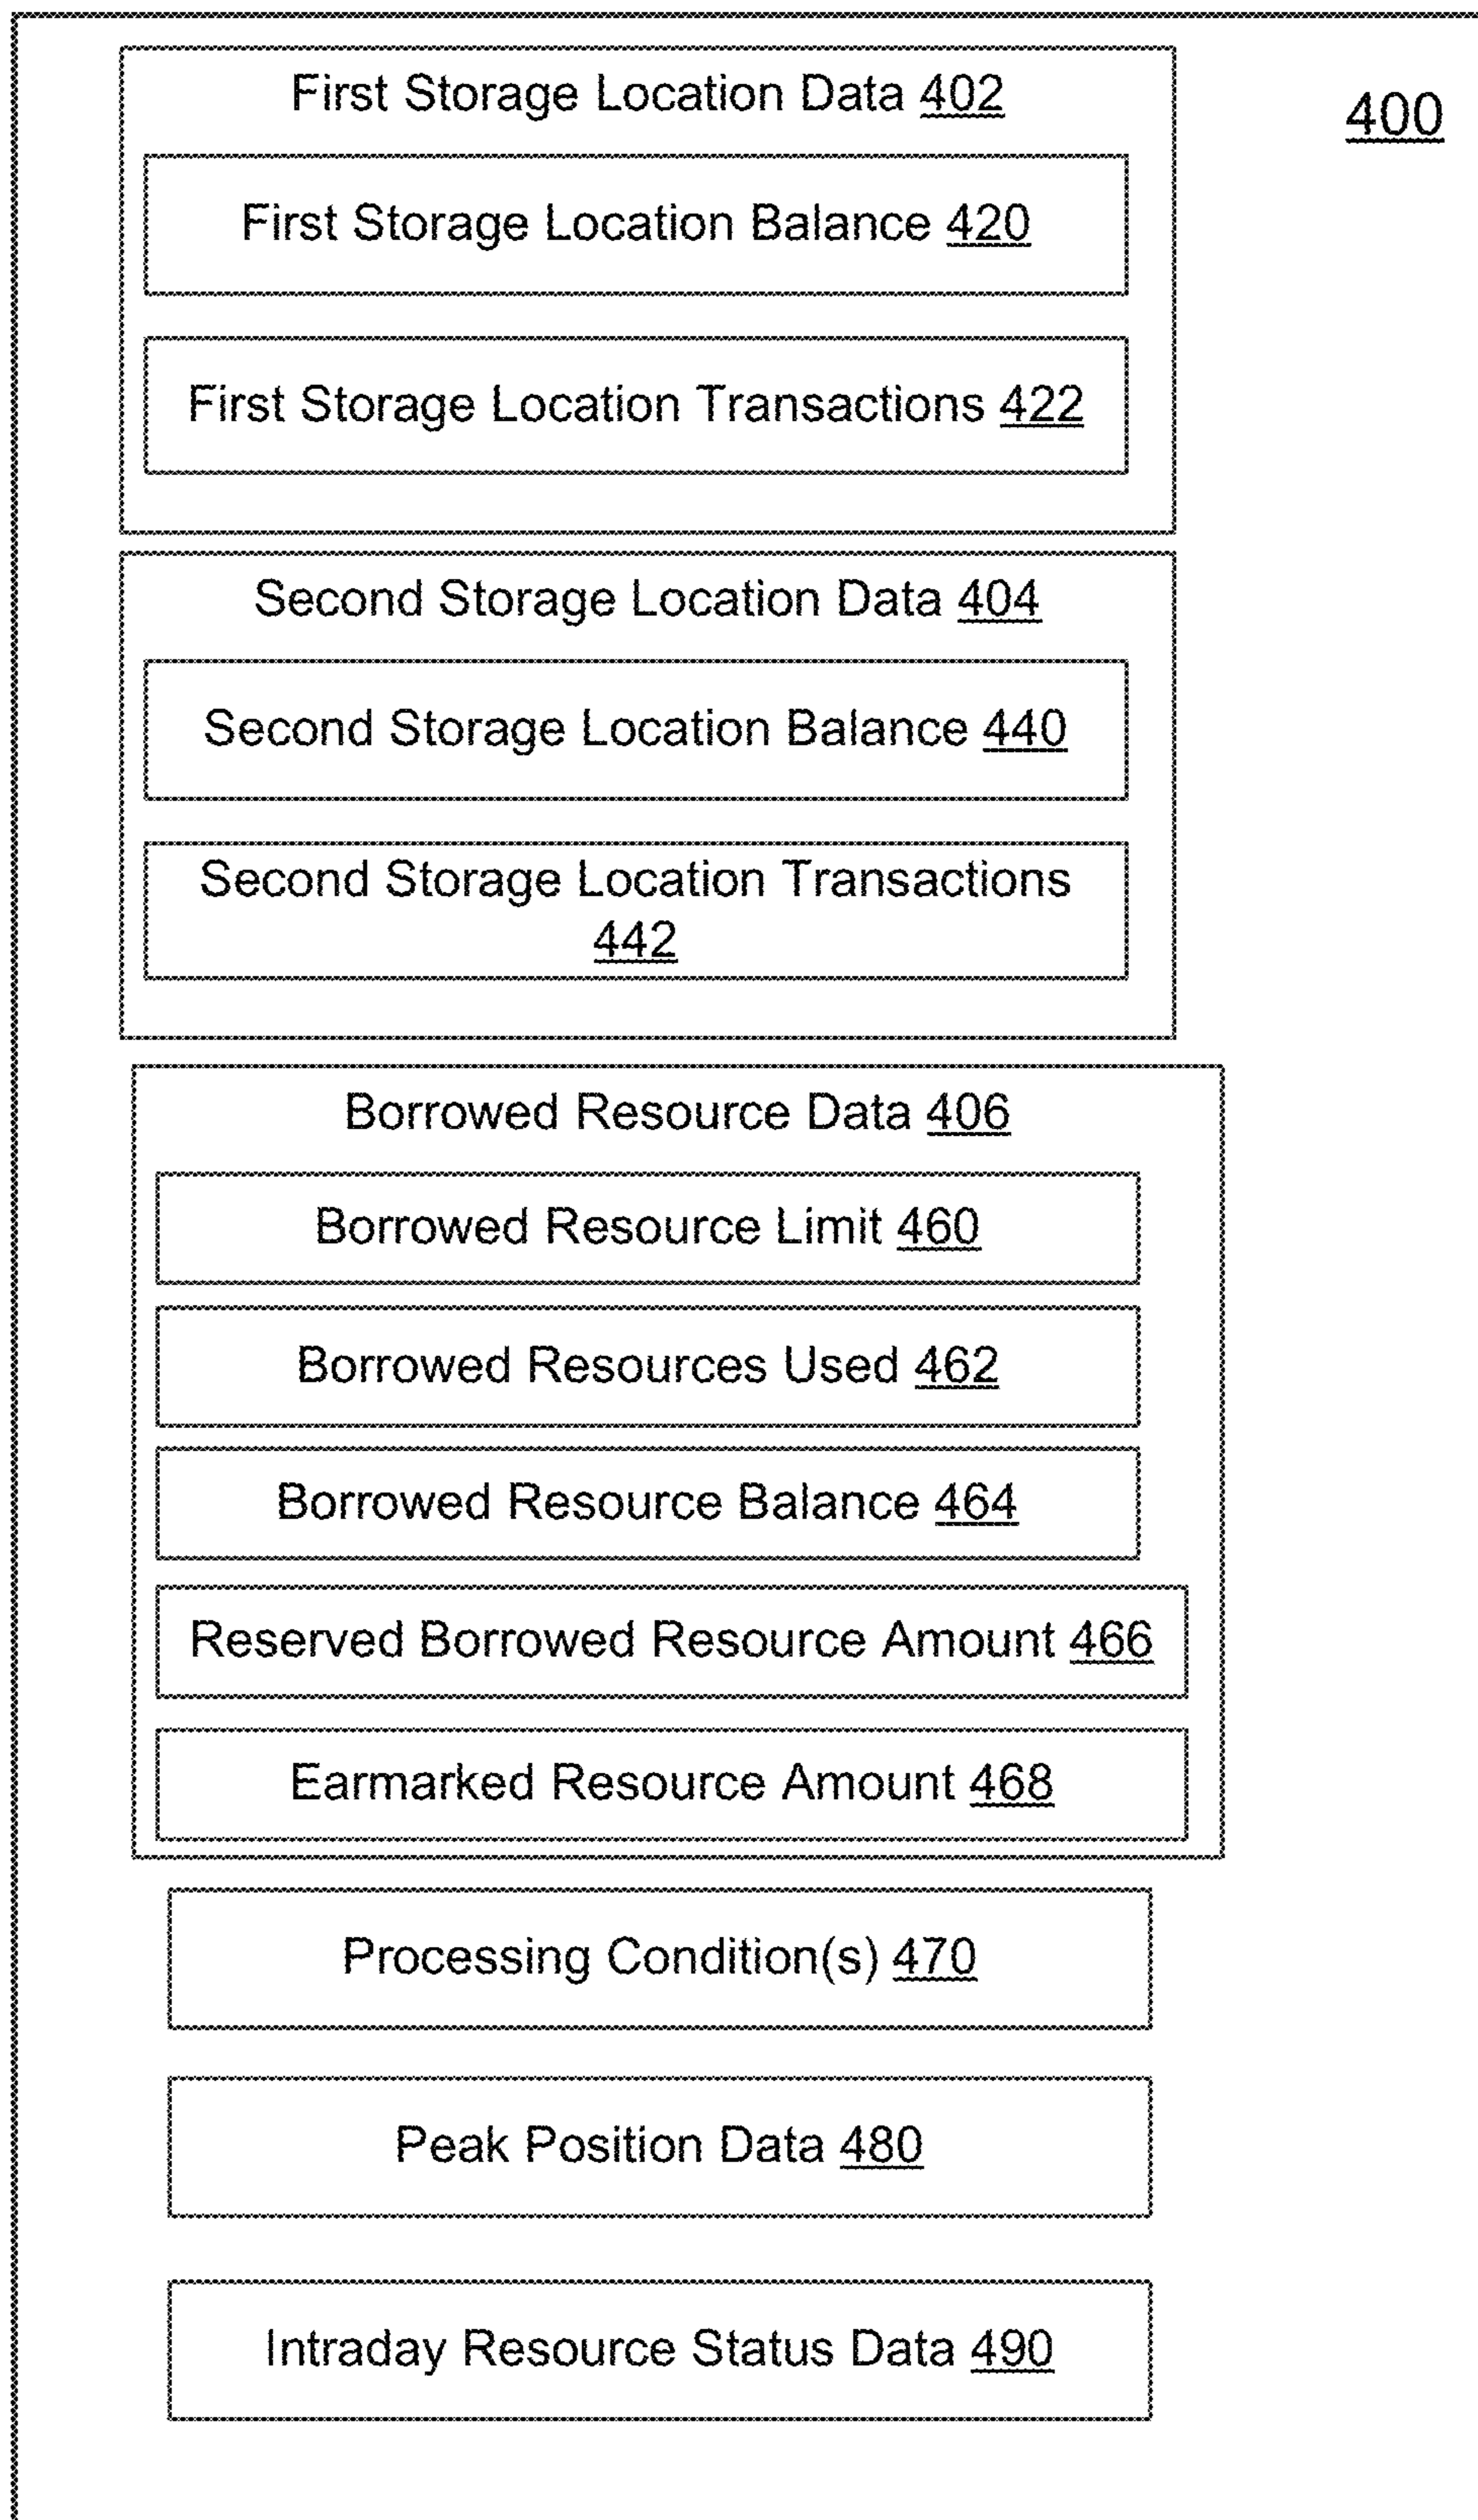 First Storage Location Data 402
400
First Storage Location Balance 420
First Storage Location Transactions 422
Second Storage Location Data 404
Second Storage Location Balance 440
Second Storage Location Transactions
442
Borrowed Resource Data 406
Borrowed Resource Limit 460
Borrowed Resources Used 462
Borrowed Resource Balance 464
Reserved Borrowed Resource Amount 466
Earmarked Resource Amount 468
Processing Condition(s) 470
Peak Position Data 480
Intraday Resource Status Data 490